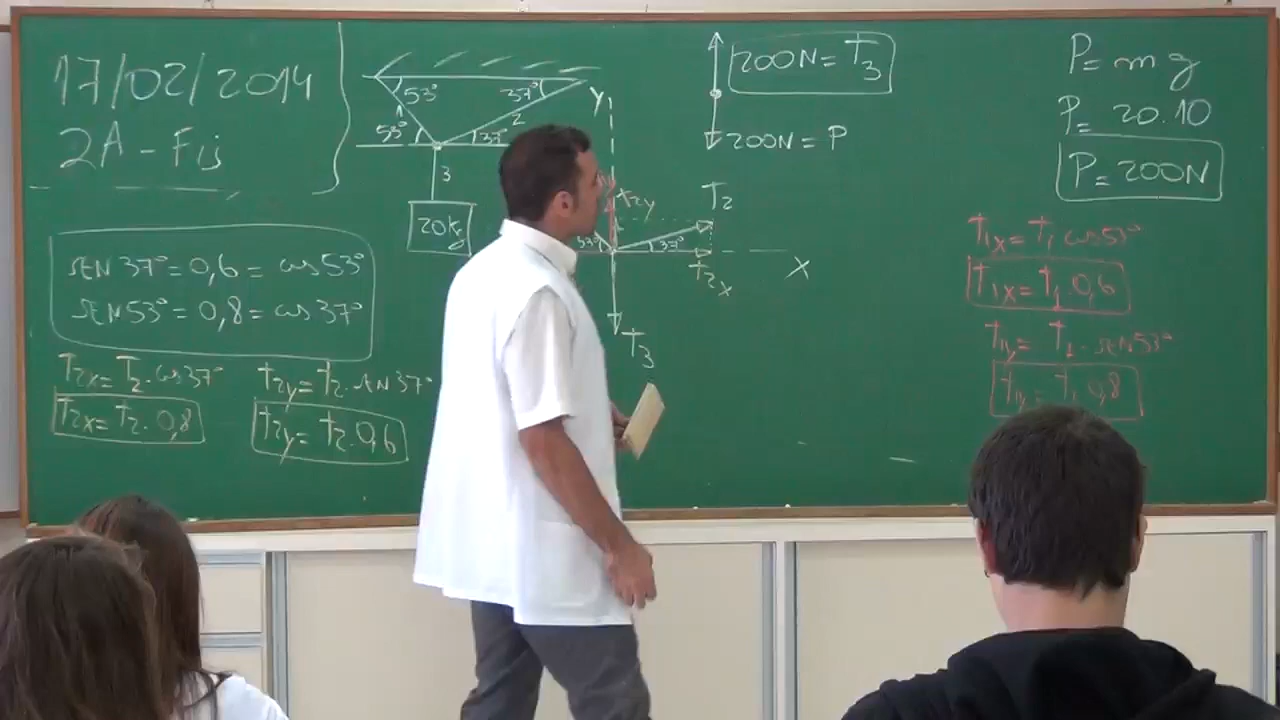 17/02/2014
2A - Fís
53°
37°
53°
37°
2
3
20kg
SEN 37° = 0,6 = cos 53°
SEN 53° = 0,8 = cos 37°
T2x = T2 . cos 37°
T2x = T2 . 0,8
T2y = T2 . SEN 37°
T2y = T2 . 0,6
Y
T2y
T2
53°
37°
T2x
X
T3
200N = T3
200N = P
P = mg
P = 20.10
P = 200N
T1x = T1 cos 53°
T1x = T1 . 0,6
T1y = T1 . SEN 53°
T1y = T1 . 0,8